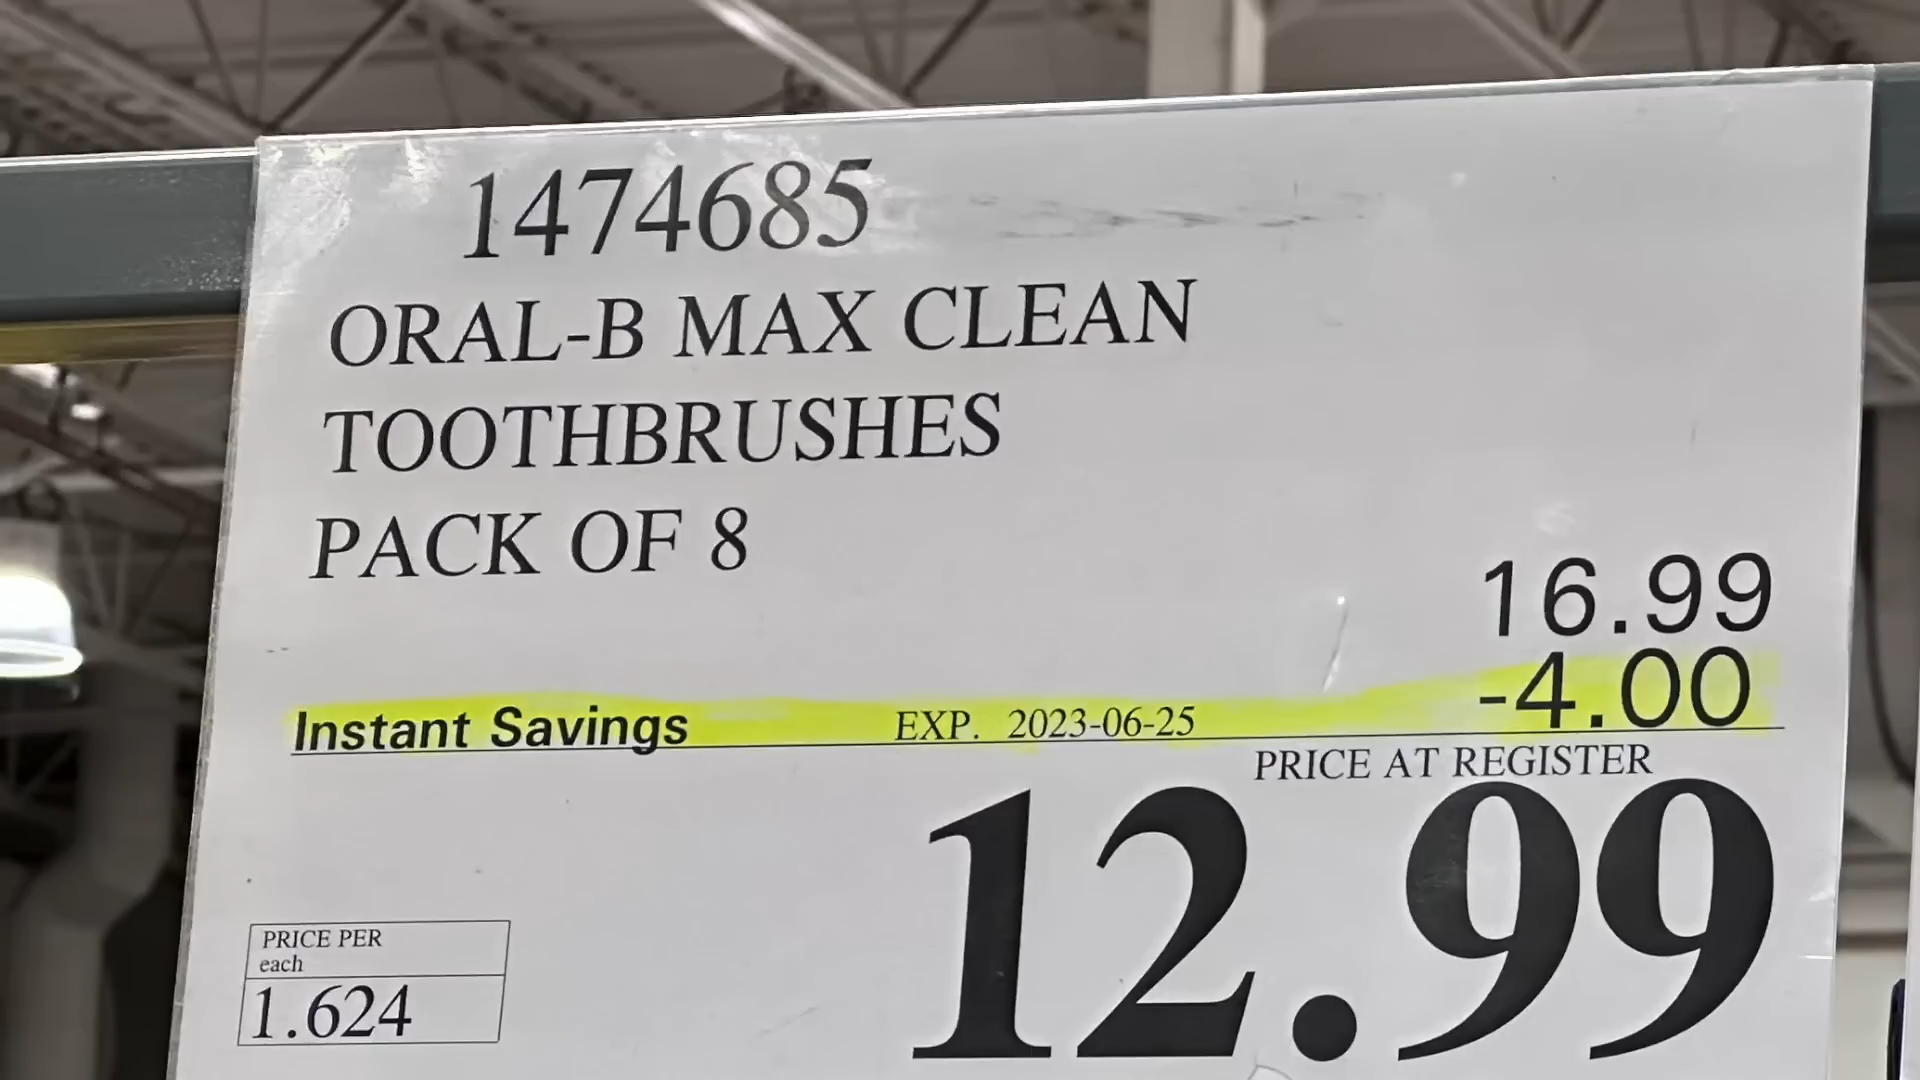 1474685
ORAL-B MAX CLEAN
TOOTHBRUSHES
PACK OF 8
16.99
Instant Savings EXP. 2023-06-25 -4.00
PRICE AT REGISTER
12.99
PRICE PER
each
1.624